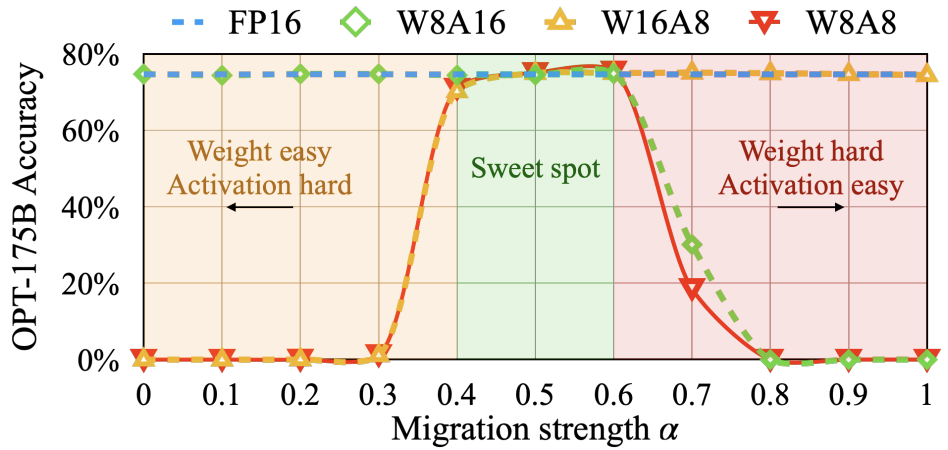 FP16 W8A16 W16A8 W8A8
80%
60%
40%
20%
0%
OPT-175B Accuracy
Weight easy
Activation hard
Sweet spot
Weight hard
Activation easy
0 0.1 0.2 0.3 0.4 0.5 0.6 0.7 0.8 0.9 1
Migration strength α